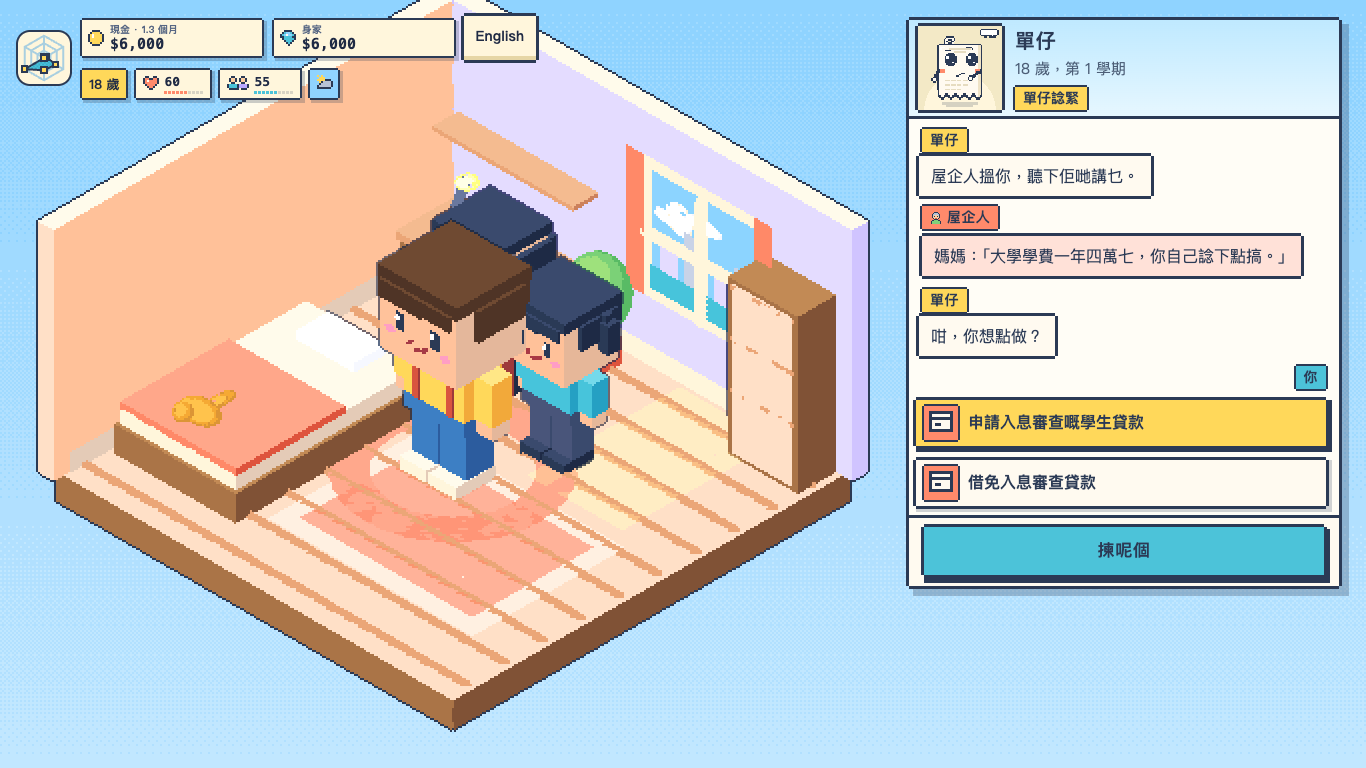 現金 · 1.3 個月
$6,000
身家
$6,000
English
18 歲
60
55
單仔
18 歲，第 1 學期
單仔諗緊
單仔
屋企人搵你，聽下佢哋講乜。
屋企人
媽媽：「大學學費一年四萬七，你自己諗下點搞。」
單仔
咁，你想點做？
你
申請入息審查嘅學生貸款
借免入息審查貸款
揀呢個